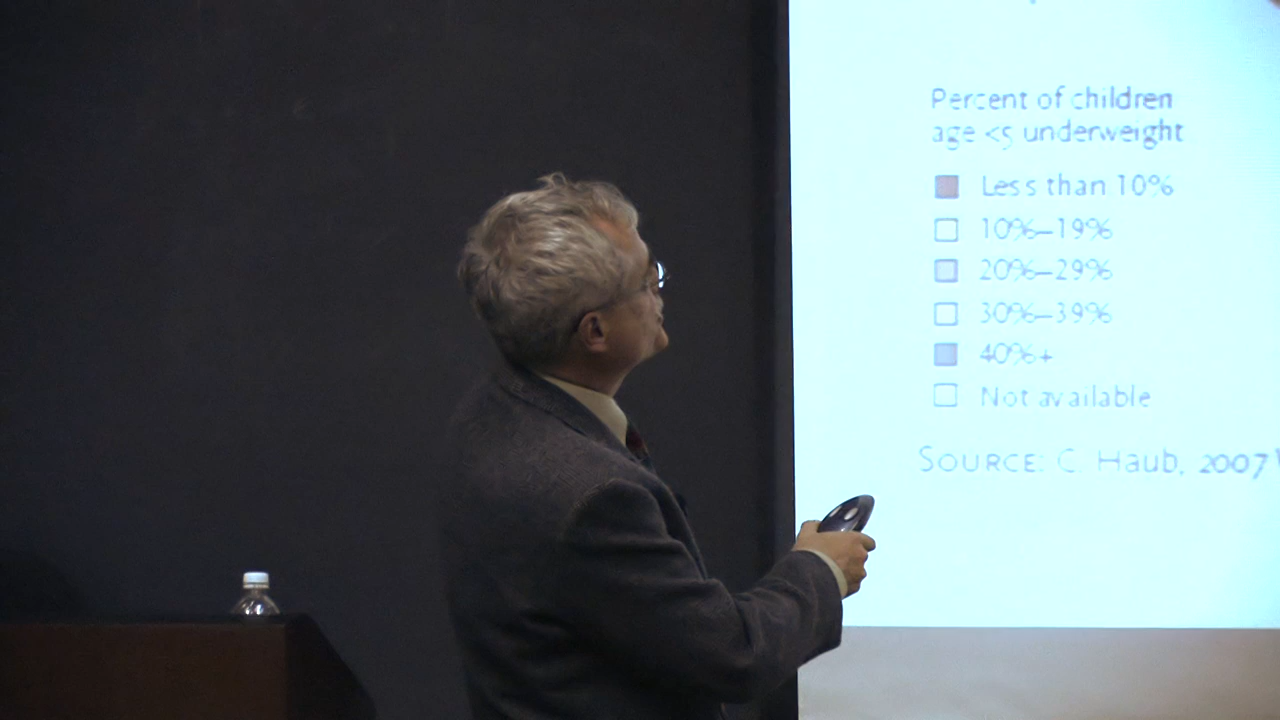 Percent of children
age <5 underweight
Less than 10%
10%–19%
20%–29%
30%–39%
40%+
Not available
SOURCE: C. Haub, 2007